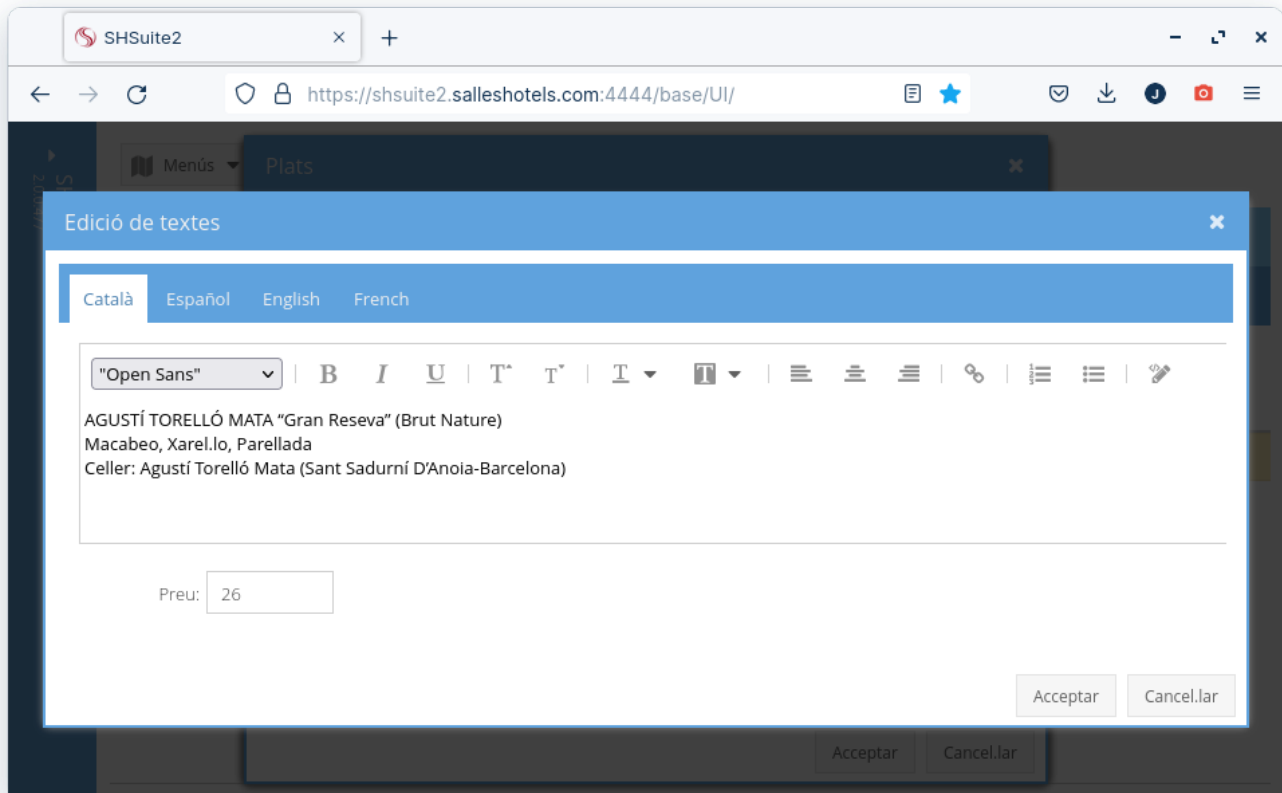 SHSuite2
https://shsuite2.salleshotels.com:4444/base/UI/
J
Menús
Plats
Edició de textes
Català Español English French
"Open Sans" B I U T T T T
AGUSTÍ TORELLÓ MATA “Gran Reseva” (Brut Nature)
Macabeo, Xarel.lo, Parellada
Celler: Agustí Torelló Mata (Sant Sadurní D’Anoia-Barcelona)
Preu: 26
Acceptar Cancel.lar
Acceptar Cancel.lar